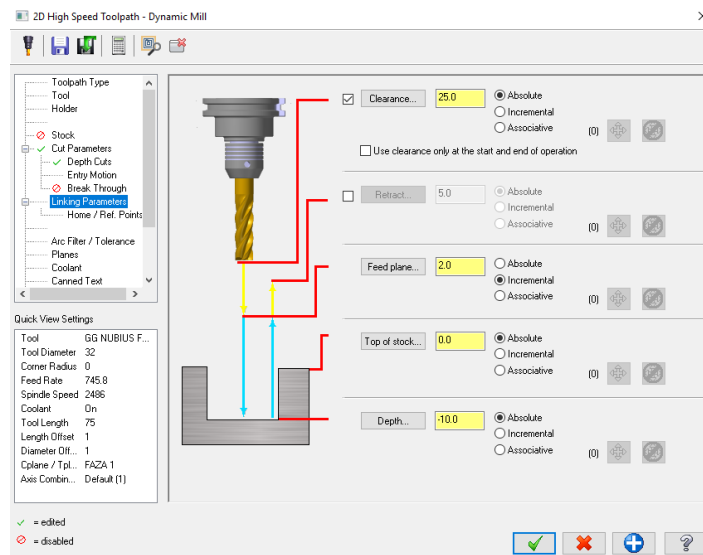 2D High Speed Toolpath - Dynamic Mill
Toolpath Type
Tool
Holder
Stock
Cut Parameters
Depth Cuts
Entry Motion
Break Through
Linking Parameters
Home / Ref. Points
Arc Filter / Tolerance
Planes
Coolant
Canned Text
Quick View Settings
Tool GG NUBIUS F...
Tool Diameter 32
Corner Radius 0
Feed Rate 745.8
Spindle Speed 2486
Coolant On
Tool Length 75
Length Offset 1
Diameter Off... 1
Cplane / Tpl... FAZA 1
Axis Combin... Default (1)
✓ = edited
= disabled
Clearance... 25.0 Absolute
Incremental
Associative (0)
Use clearance only at the start and end of operation
Retract... 5.0 Absolute
Incremental
Associative (0)
Feed plane... 2.0 Absolute
Incremental
Associative (0)
Top of stock... 0.0 Absolute
Incremental
Associative (0)
Depth... -10.0 Absolute
Incremental
Associative (0)